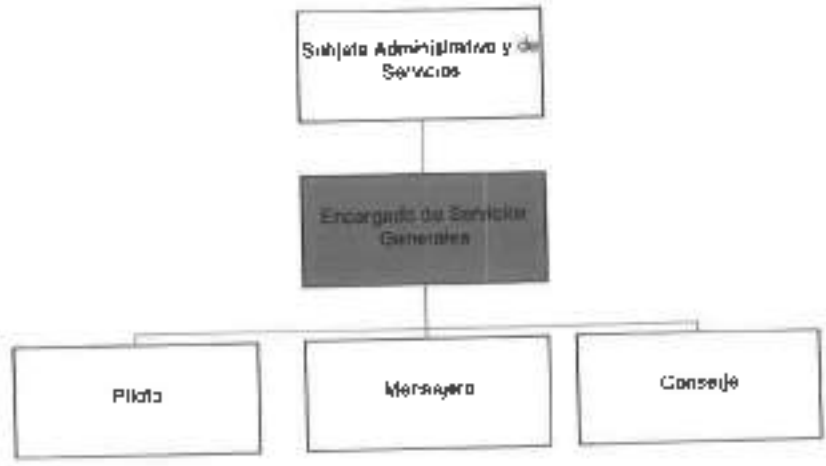 Subjefe Administrativo y de
Servicios
Encargado de Servicios
Generales
Piloto
Mensajero
Conserje